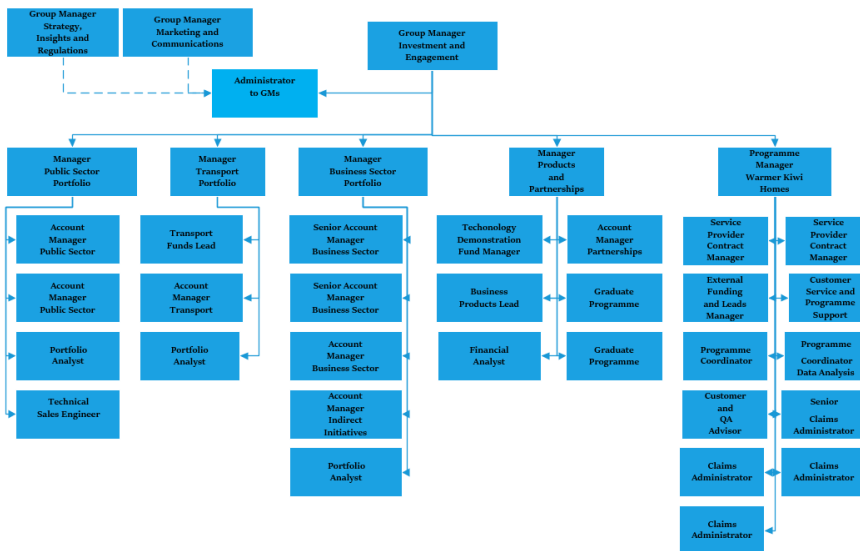 Group Manager
Strategy,
Insights and
Regulations
Group Manager
Marketing and
Communications
Group Manager
Investment and
Engagement
Administrator
to GMs
Manager
Public Sector
Portfolio
Manager
Transport
Portfolio
Manager
Business Sector
Portfolio
Manager
Products
and
Partnerships
Programme
Manager
Warmer Kiwi
Homes
Account
Manager
Public Sector
Account
Manager
Public Sector
Portfolio
Analyst
Technical
Sales Engineer
Transport
Funds Lead
Account
Manager
Transport
Portfolio
Analyst
Senior Account
Manager
Business Sector
Senior Account
Manager
Business Sector
Account
Manager
Business Sector
Account
Manager
Indirect
Initiatives
Portfolio
Analyst
Techonology
Demonstration
Fund Manager
Account
Manager
Partnerships
Business
Products Lead
Graduate
Programme
Financial
Analyst
Graduate
Programme
Service
Provider
Contract
Manager
Service
Provider
Contract
Manager
External
Funding
and Leads
Manager
Customer
Service and
Programme
Support
Programme
Coordinator
Programme
Coordinator
Data Analysis
Customer
and
QA
Advisor
Senior
Claims
Administrator
Claims
Administrator
Claims
Administrator
Claims
Administrator